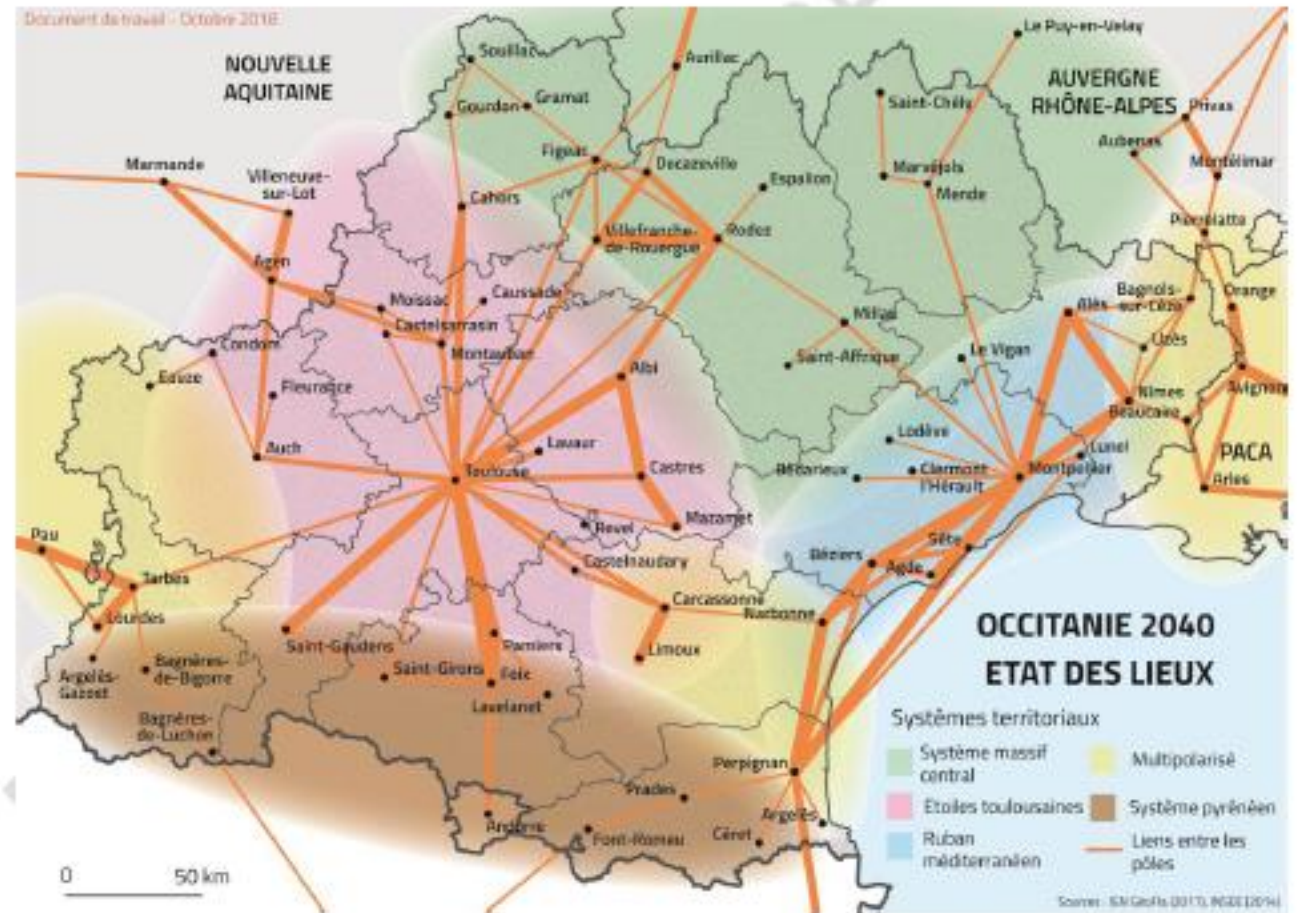 Document de travail - Octobre 2018
NOUVELLE
AQUITAINE
AUVERGNE
RHÔNE-ALPES
Souillac
Aurillac
Le Puy-en-Velay
Gourdon
Gramat
Saint-Chély
Privas
Aubenas
Marmande
Villeneuve-
sur-Lot
Figeac
Decazeville
Marvejols
Montélimar
Espalion
Mende
Cahors
Pierrelatte
Villefranche-
de-Rouergue
Rodez
Agen
Moissac
Caussade
Bagnols-
sur-Cèze
Orange
Alès
Castelsarrasin
Millau
Condom
Montauban
Saint-Affrique
Le Vigan
Uzès
Eauze
Fleurance
Albi
Nîmes
Avignon
Beaucaire
Auch
Lavaur
Lodève
Lunel
PACA
Toulouse
Castres
Bédarieux
Clermont
l'Hérault
Montpellier
Arles
Revel
Mazamet
Pau
Castelnaudary
Béziers
Sète
Agde
Tarbes
Carcassonne
Narbonne
Lourdes
Saint-Gaudens
Pamiers
Limoux
Argelès-
Gazost
Bagnères-
de-Bigorre
Saint-Girons
Foix
Lavelanet
Bagnères-
de-Luchon
Perpignan
Prades
Argelès
Andorre
Font-Romeu
Céret
0 50 km
OCCITANIE 2040
ETAT DES LIEUX
Systèmes territoriaux
Système massif
central
Multipolarisé
Etoiles toulousaines
Système pyrénéen
Ruban
méditerranéen
Liens entre les
pôles
Sources : IGN Géofla (2017), INSEE (2014)